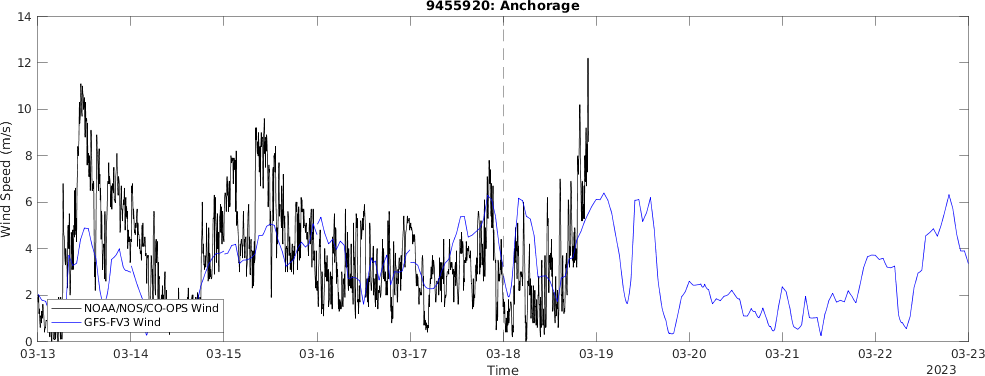 9455920: Anchorage
14
12
10
8
6
4
2
0
Wind Speed (m/s)
NOAA/NOS/CO-OPS Wind
GFS-FV3 Wind
03-13 03-14 03-15 03-16 03-17 03-18 03-19 03-20 03-21 03-22 03-23
Time
2023